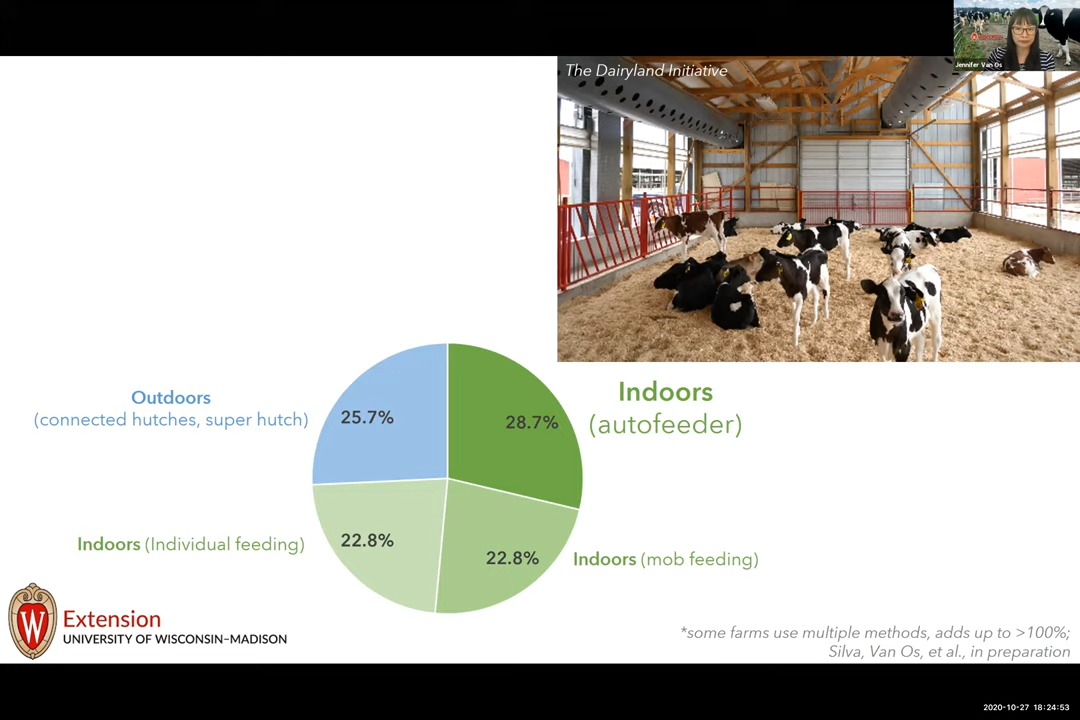 Jennifer Van Os
The Dairyland Initiative
Outdoors
(connected hutches, super hutch)
25.7%
28.7%
Indoors
(autofeeder)
Indoors (Individual feeding)
22.8%
22.8%
Indoors (mob feeding)
W
Extension
UNIVERSITY OF WISCONSIN–MADISON
*some farms use multiple methods, adds up to >100%;
Silva, Van Os, et al., in preparation
2020-10-27 18:24:53